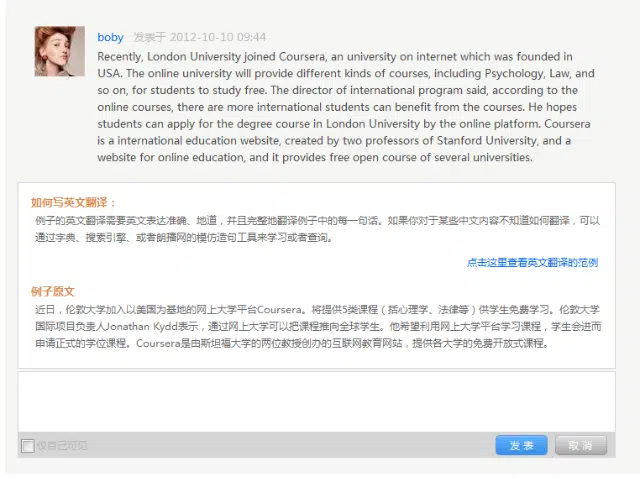 boby 发表于 2012-10-10 09:44
Recently, London University joined Coursera, an university on internet which was founded in
USA. The online university will provide different kinds of courses, including Psychology, Law, and
so on, for students to study free. The director of international program said, according to the
online courses, there are more international students can benefit from the courses. He hopes
students can apply for the degree course in London University by the online platform. Coursera
is a international education website, created by two professors of Stanford University, and a
website for online education, and it provides free open course of several universities.
如何写英文翻译：
例子的英文翻译需要英文表达准确、地道，并且完整地翻译例子中的每一句话。如果你对于某些中文内容不知道如何翻译，可以
通过字典、搜索引擎、或者朗播网的模仿造句工具来学习或者查询。
点击这里查看英文翻译的范例
例子原文
近日，伦敦大学加入以美国为基地的网上大学平台Coursera。将提供5类课程（括心理学、法律等）供学生免费学习。伦敦大学
国际项目负责人Jonathan Kydd表示，通过网上大学可以把课程推向全球学生。他希望利用网上大学平台学习课程，学生会进而
申请正式的学位课程。Coursera是由斯坦福大学的两位教授创办的互联网教育网站，提供各大学的免费开放式课程。
仅自己可见
发 表
取 消